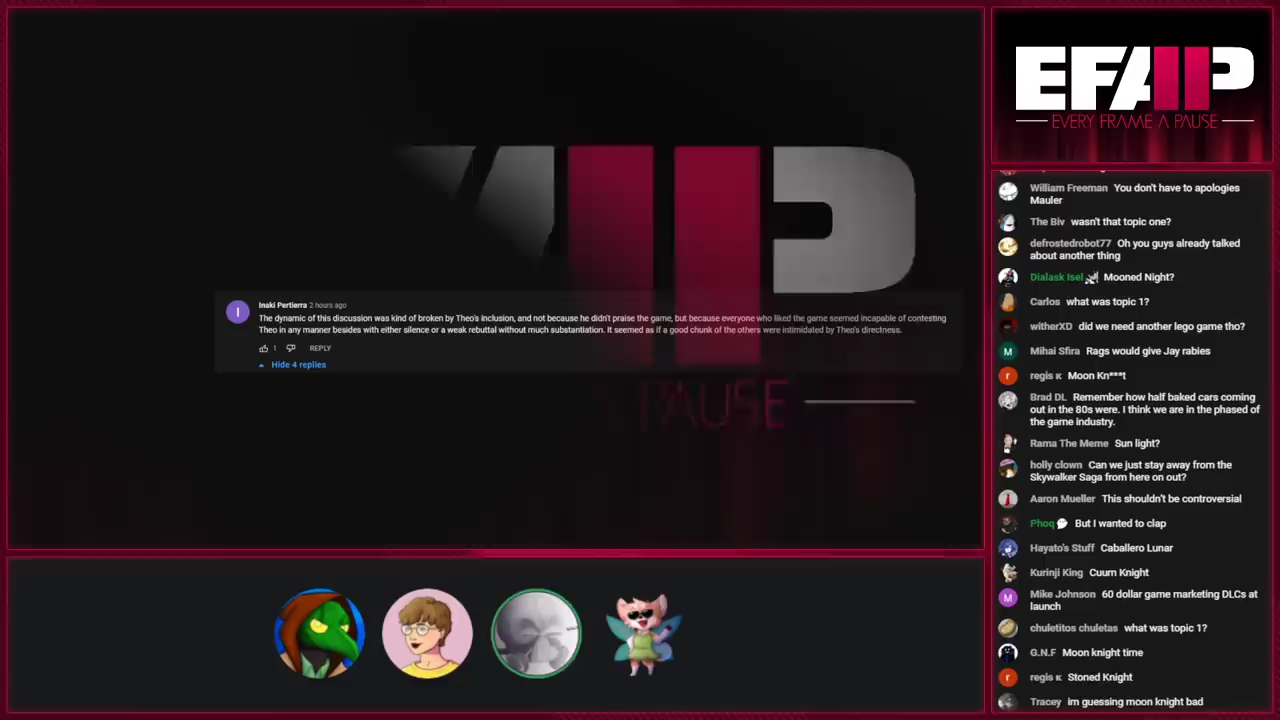 EFAP
EVERY FRAME A PAUSE
P
A PAUSE
I
Inaki Pertierra 2 hours ago
The dynamic of this discussion was kind of broken by Theo's inclusion, and not because he didn't praise the game, but because everyone who liked the game seemed incapable of contesting
Theo in any manner besides with either silence or a weak rebuttal without much substantiation. It seemed as if a good chunk of the others were intimidated by Theo's directness.
1 REPLY
Hide 4 replies
William Freeman You don't have to apologies
Mauler
The Biv wasn't that topic one?
defrostedrobot77 Oh you guys already talked
about another thing
Dialask Isel Mooned Night?
Carlos what was topic 1?
witherXD did we need another lego game tho?
M Mihai Sfira Rags would give Jay rabies
r regis к Moon Kn***t
Brad DL Remember how half baked cars coming
out in the 80s were. I think we are in the phased of
the game industry.
Rama The Meme Sun light?
holly clown Can we just stay away from the
Skywalker Saga from here on out?
Aaron Mueller This shouldn't be controversial
Phoq But I wanted to clap
Hayato's Stuff Caballero Lunar
Kurinji King Cuum Knight
M Mike Johnson 60 dollar game marketing DLCs at
launch
chuletitos chuletas what was topic 1?
G.N.F Moon knight time
r regis к Stoned Knight
Tracey im guessing moon knight bad